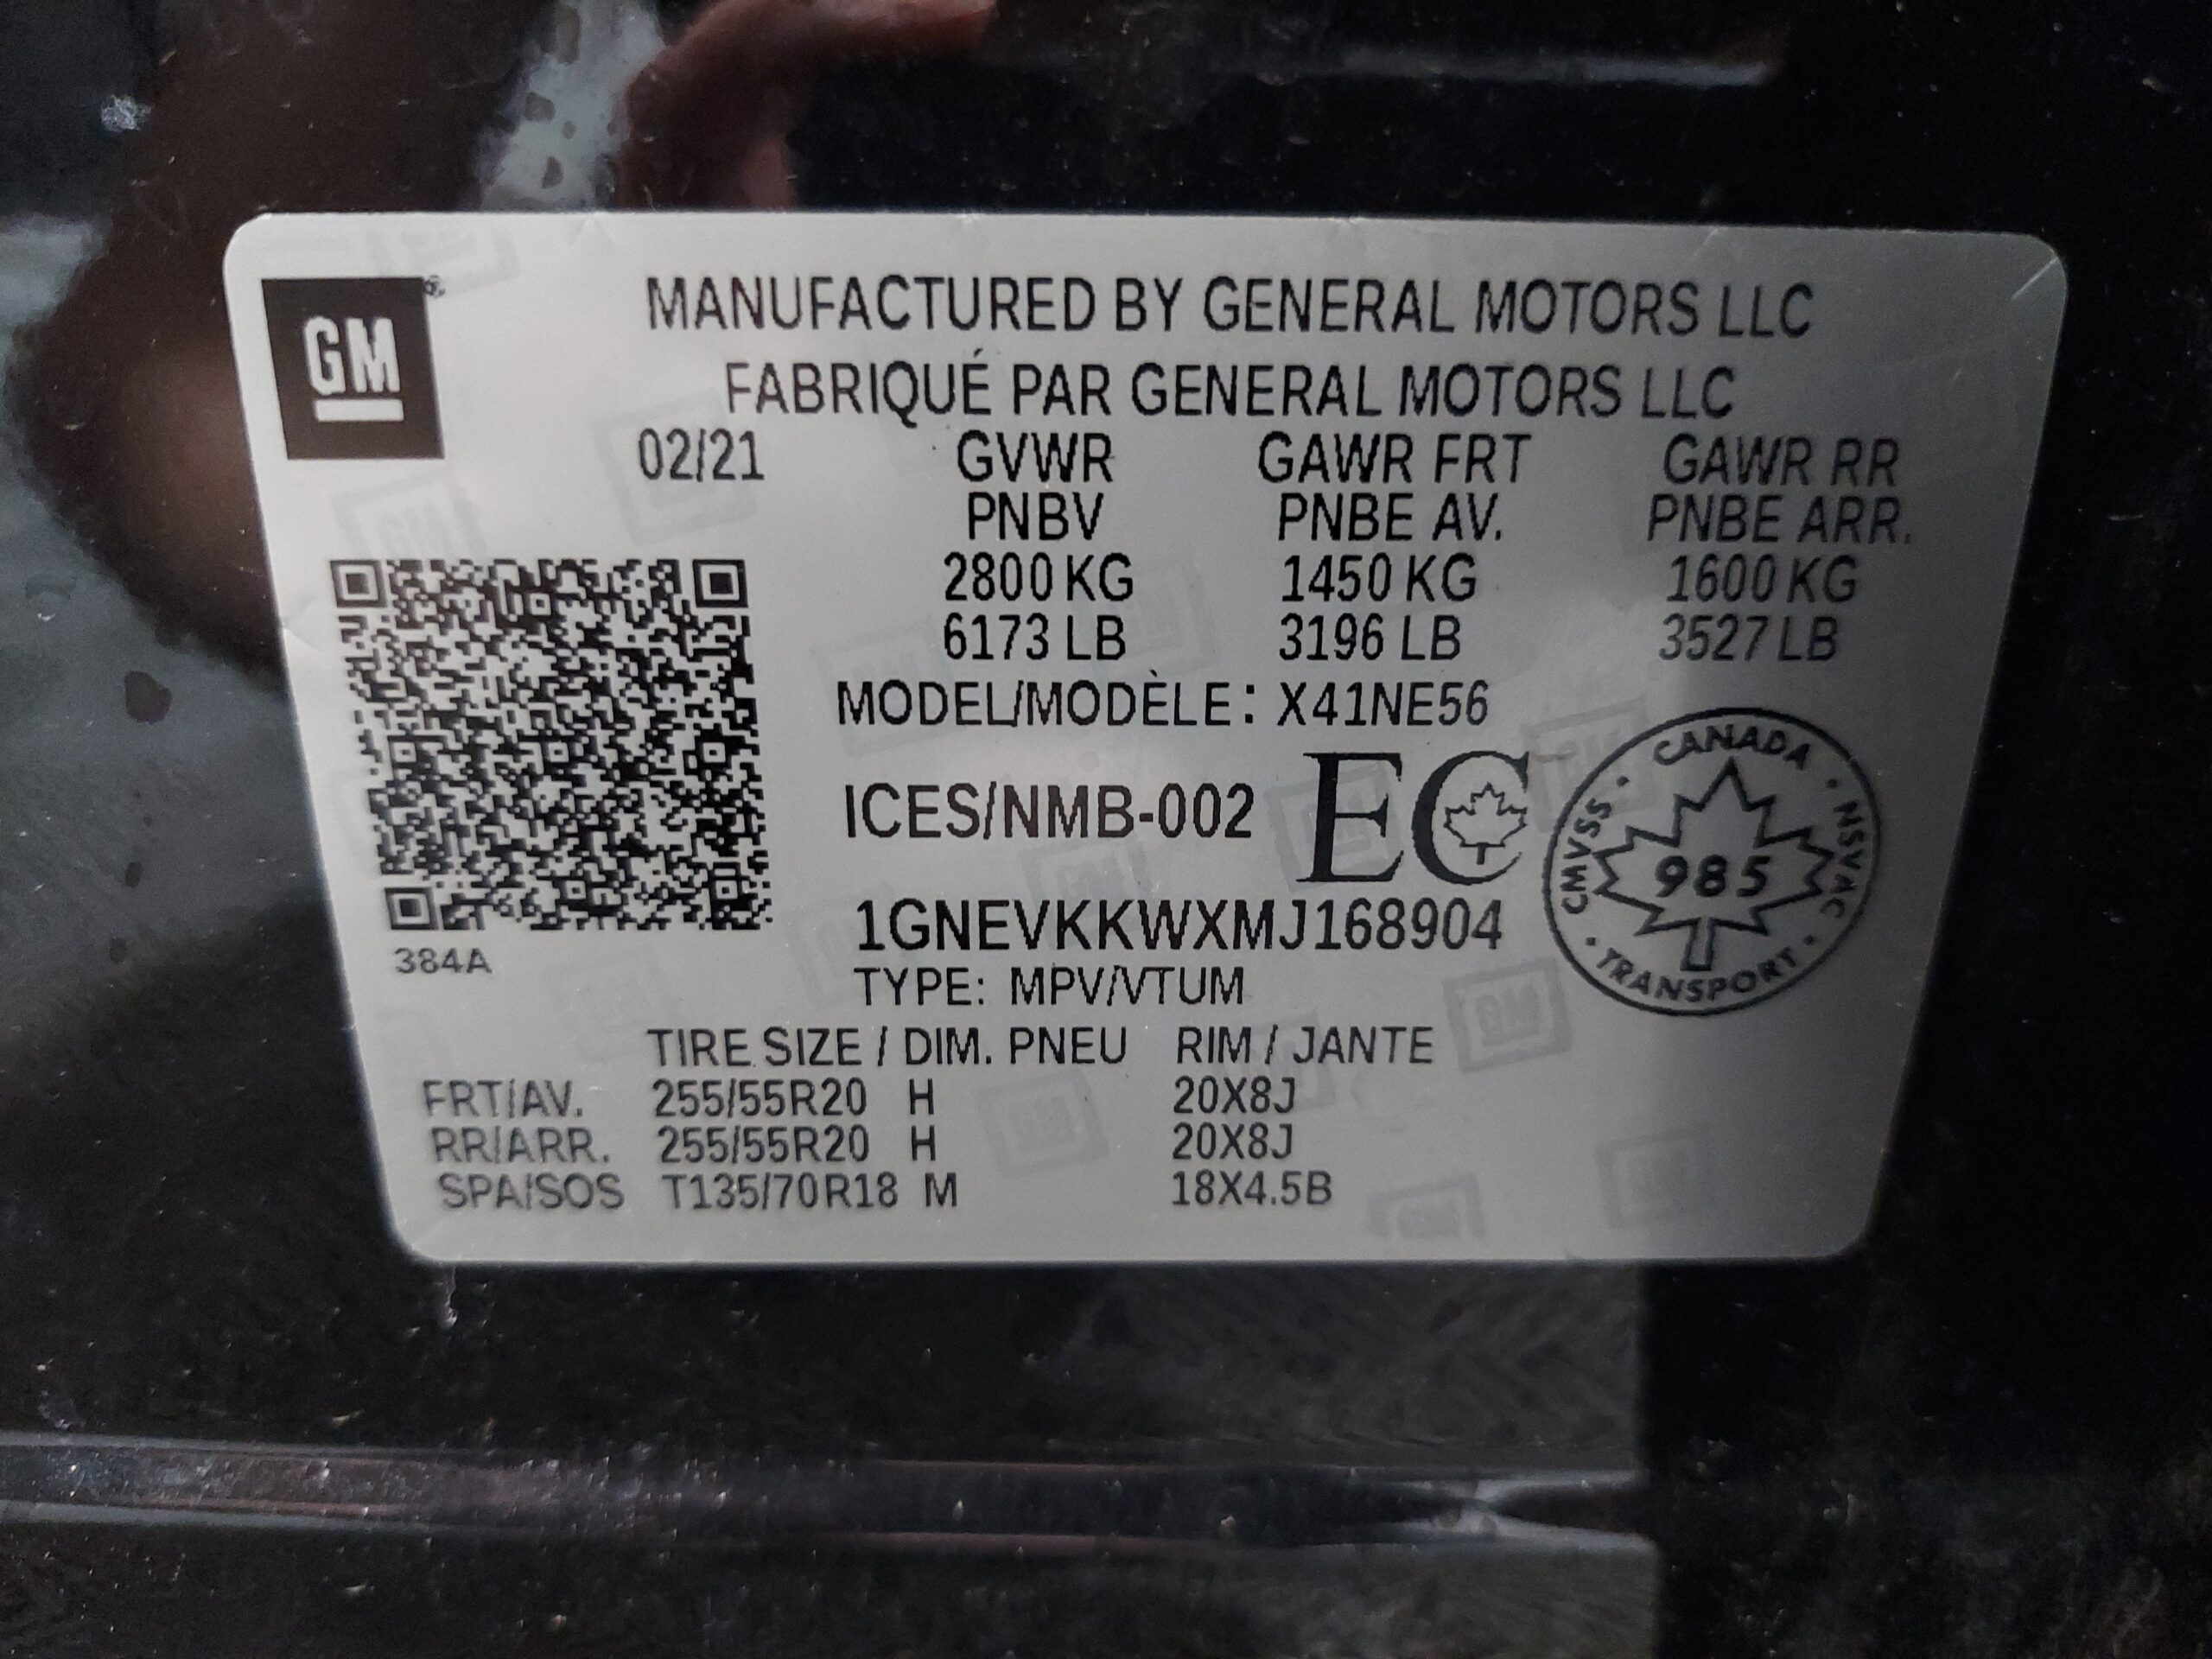 GM®
MANUFACTURED BY GENERAL MOTORS LLC
FABRIQUÉ PAR GENERAL MOTORS LLC
02/21 GVWR GAWR FRT GAWR RR
PNBV PNBE AV. PNBE ARR.
2800 KG 1450 KG 1600 KG
6173 LB 3196 LB 3527 LB
MODEL/MODÈLE: X41NE56
ICES/NMB-002 EC
CANADA · NSVAC · TRANSPORT · CMVSS ·
985
1GNEVKKWXMJ168904
384A
TYPE: MPV/VTUM
TIRE SIZE / DIM. PNEU RIM / JANTE
FRT/AV. 255/55R20 H 20X8J
RR/ARR. 255/55R20 H 20X8J
SPA/SOS T135/70R18 M 18X4.5B